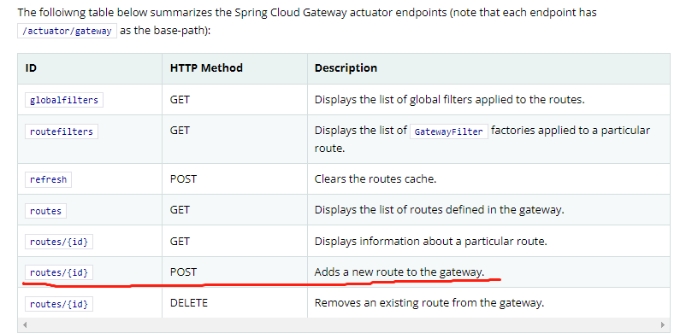 The followng table below summarizes the Spring Cloud Gateway actuator endpoints (note that each endpoint has
/actuator/gateway as the base-path):
ID HTTP Method Description
globalfilters GET Displays the list of global filters applied to the routes.
routefilters GET Displays the list of GatewayFilter factories applied to a particular
route.
refresh POST Clears the routes cache.
routes GET Displays the list of routes defined in the gateway.
routes/{id} GET Displays information about a particular route.
routes/{id} POST Adds a new route to the gateway.
routes/{id} DELETE Removes an existing route from the gateway.